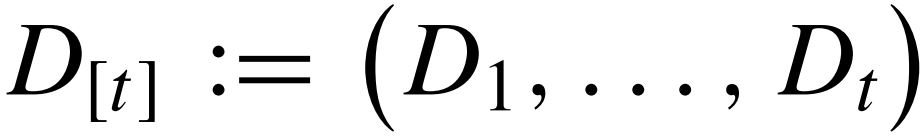 D_{[t]} := (D_1, . . . , D_t)